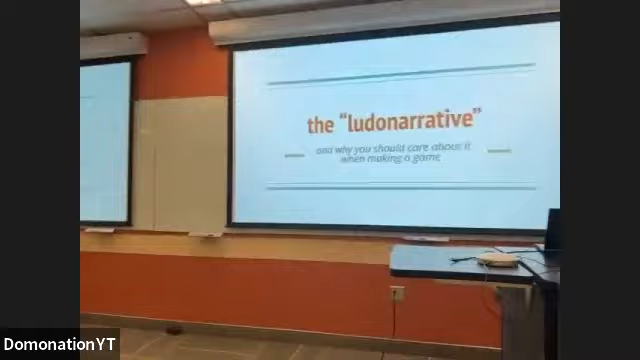 the "ludonarrative"
and why you should care about it
when making a game
DomonationYT